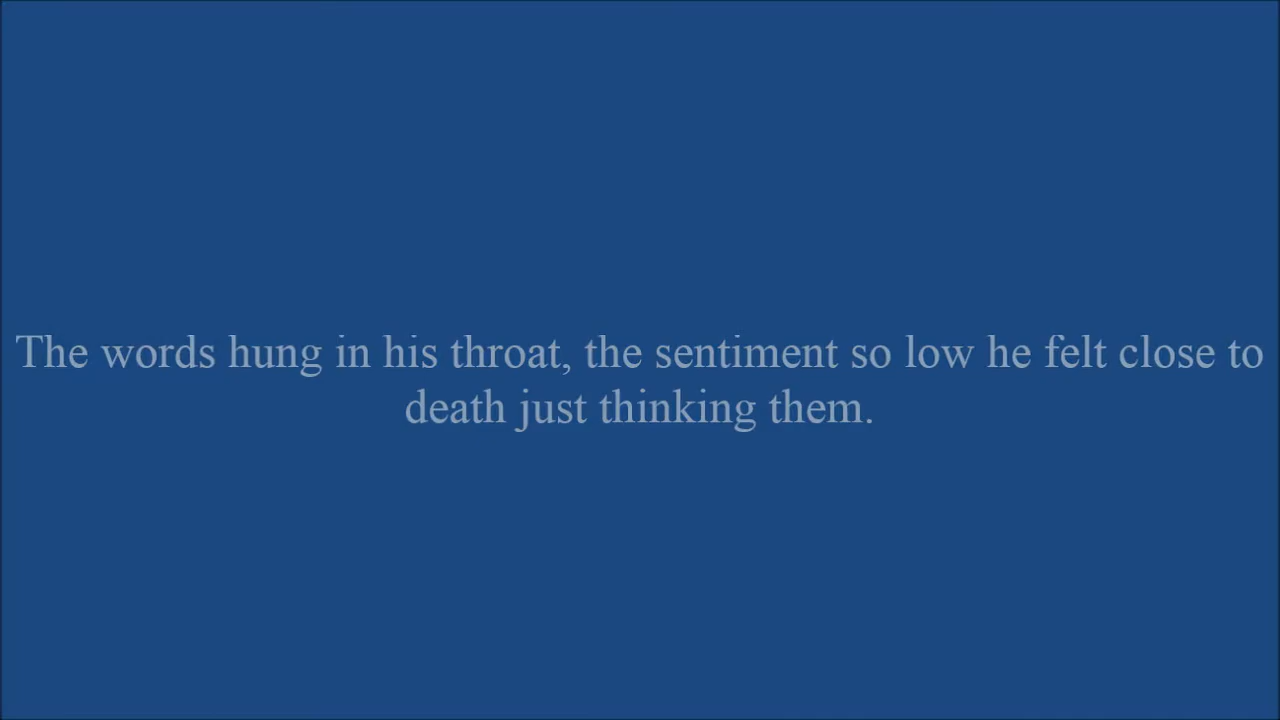 The words hung in his throat, the sentiment so low he felt close to
death just thinking them.